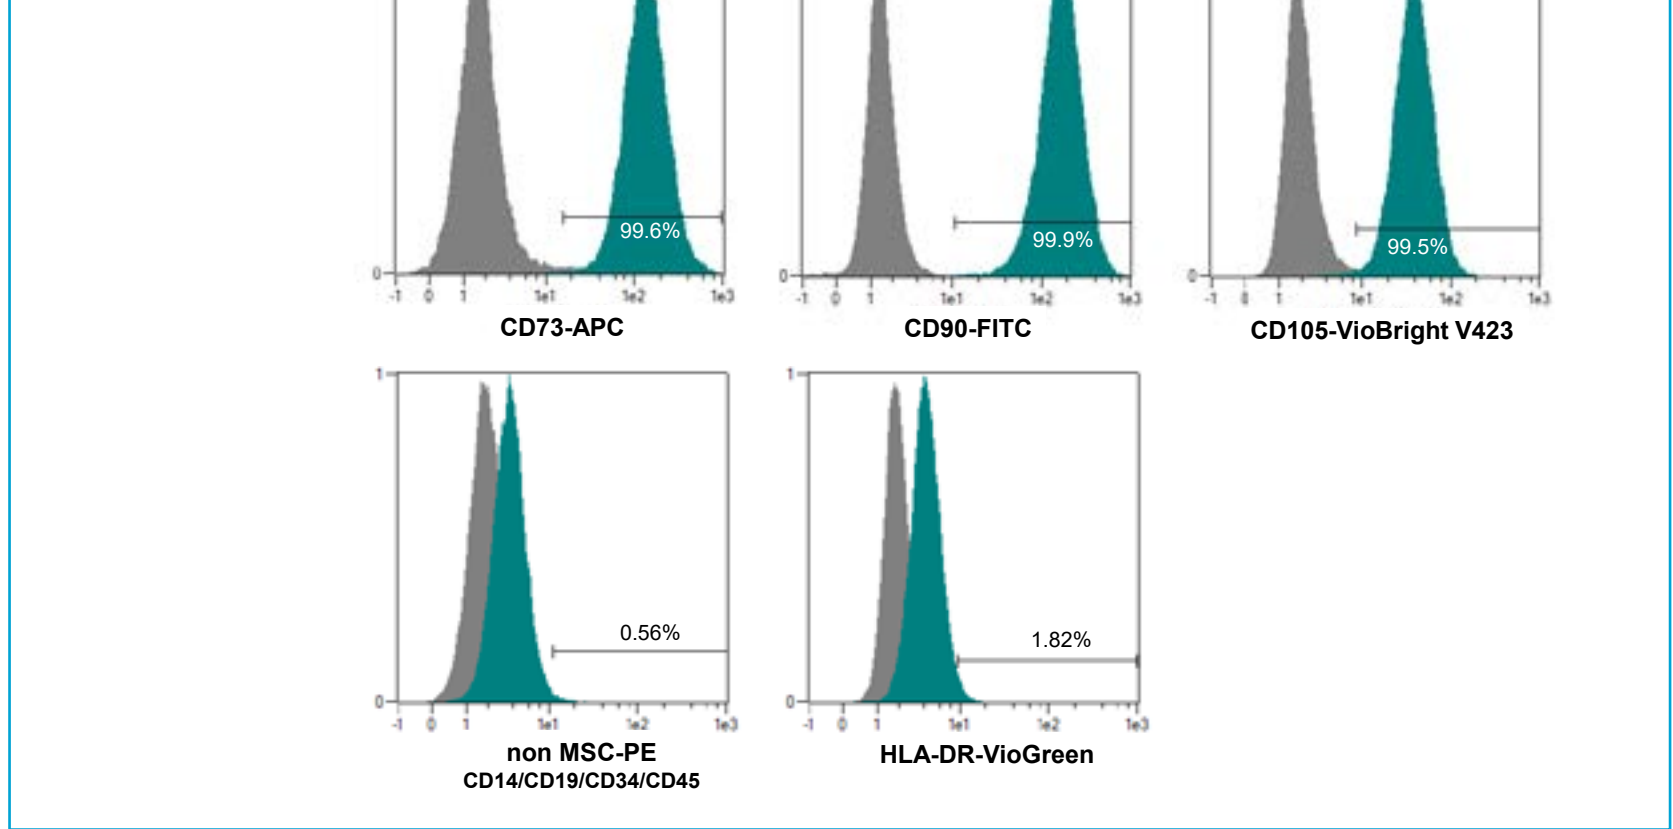 99.6%
99.9%
99.5%
0 0 0
-1 0 1 1e1 1e2 1e3
-1 0 1 1e1 1e2 1e3
-1 0 1 1e1 1e2 1e3
CD73-APC
CD90-FITC
CD105-VioBright V423
1 1
0.56%
1.82%
0 0
-1 0 1 1e1 1e2 1e3
-1 0 1 1e1 1e2 1e3
non MSC-PE
CD14/CD19/CD34/CD45
HLA-DR-VioGreen